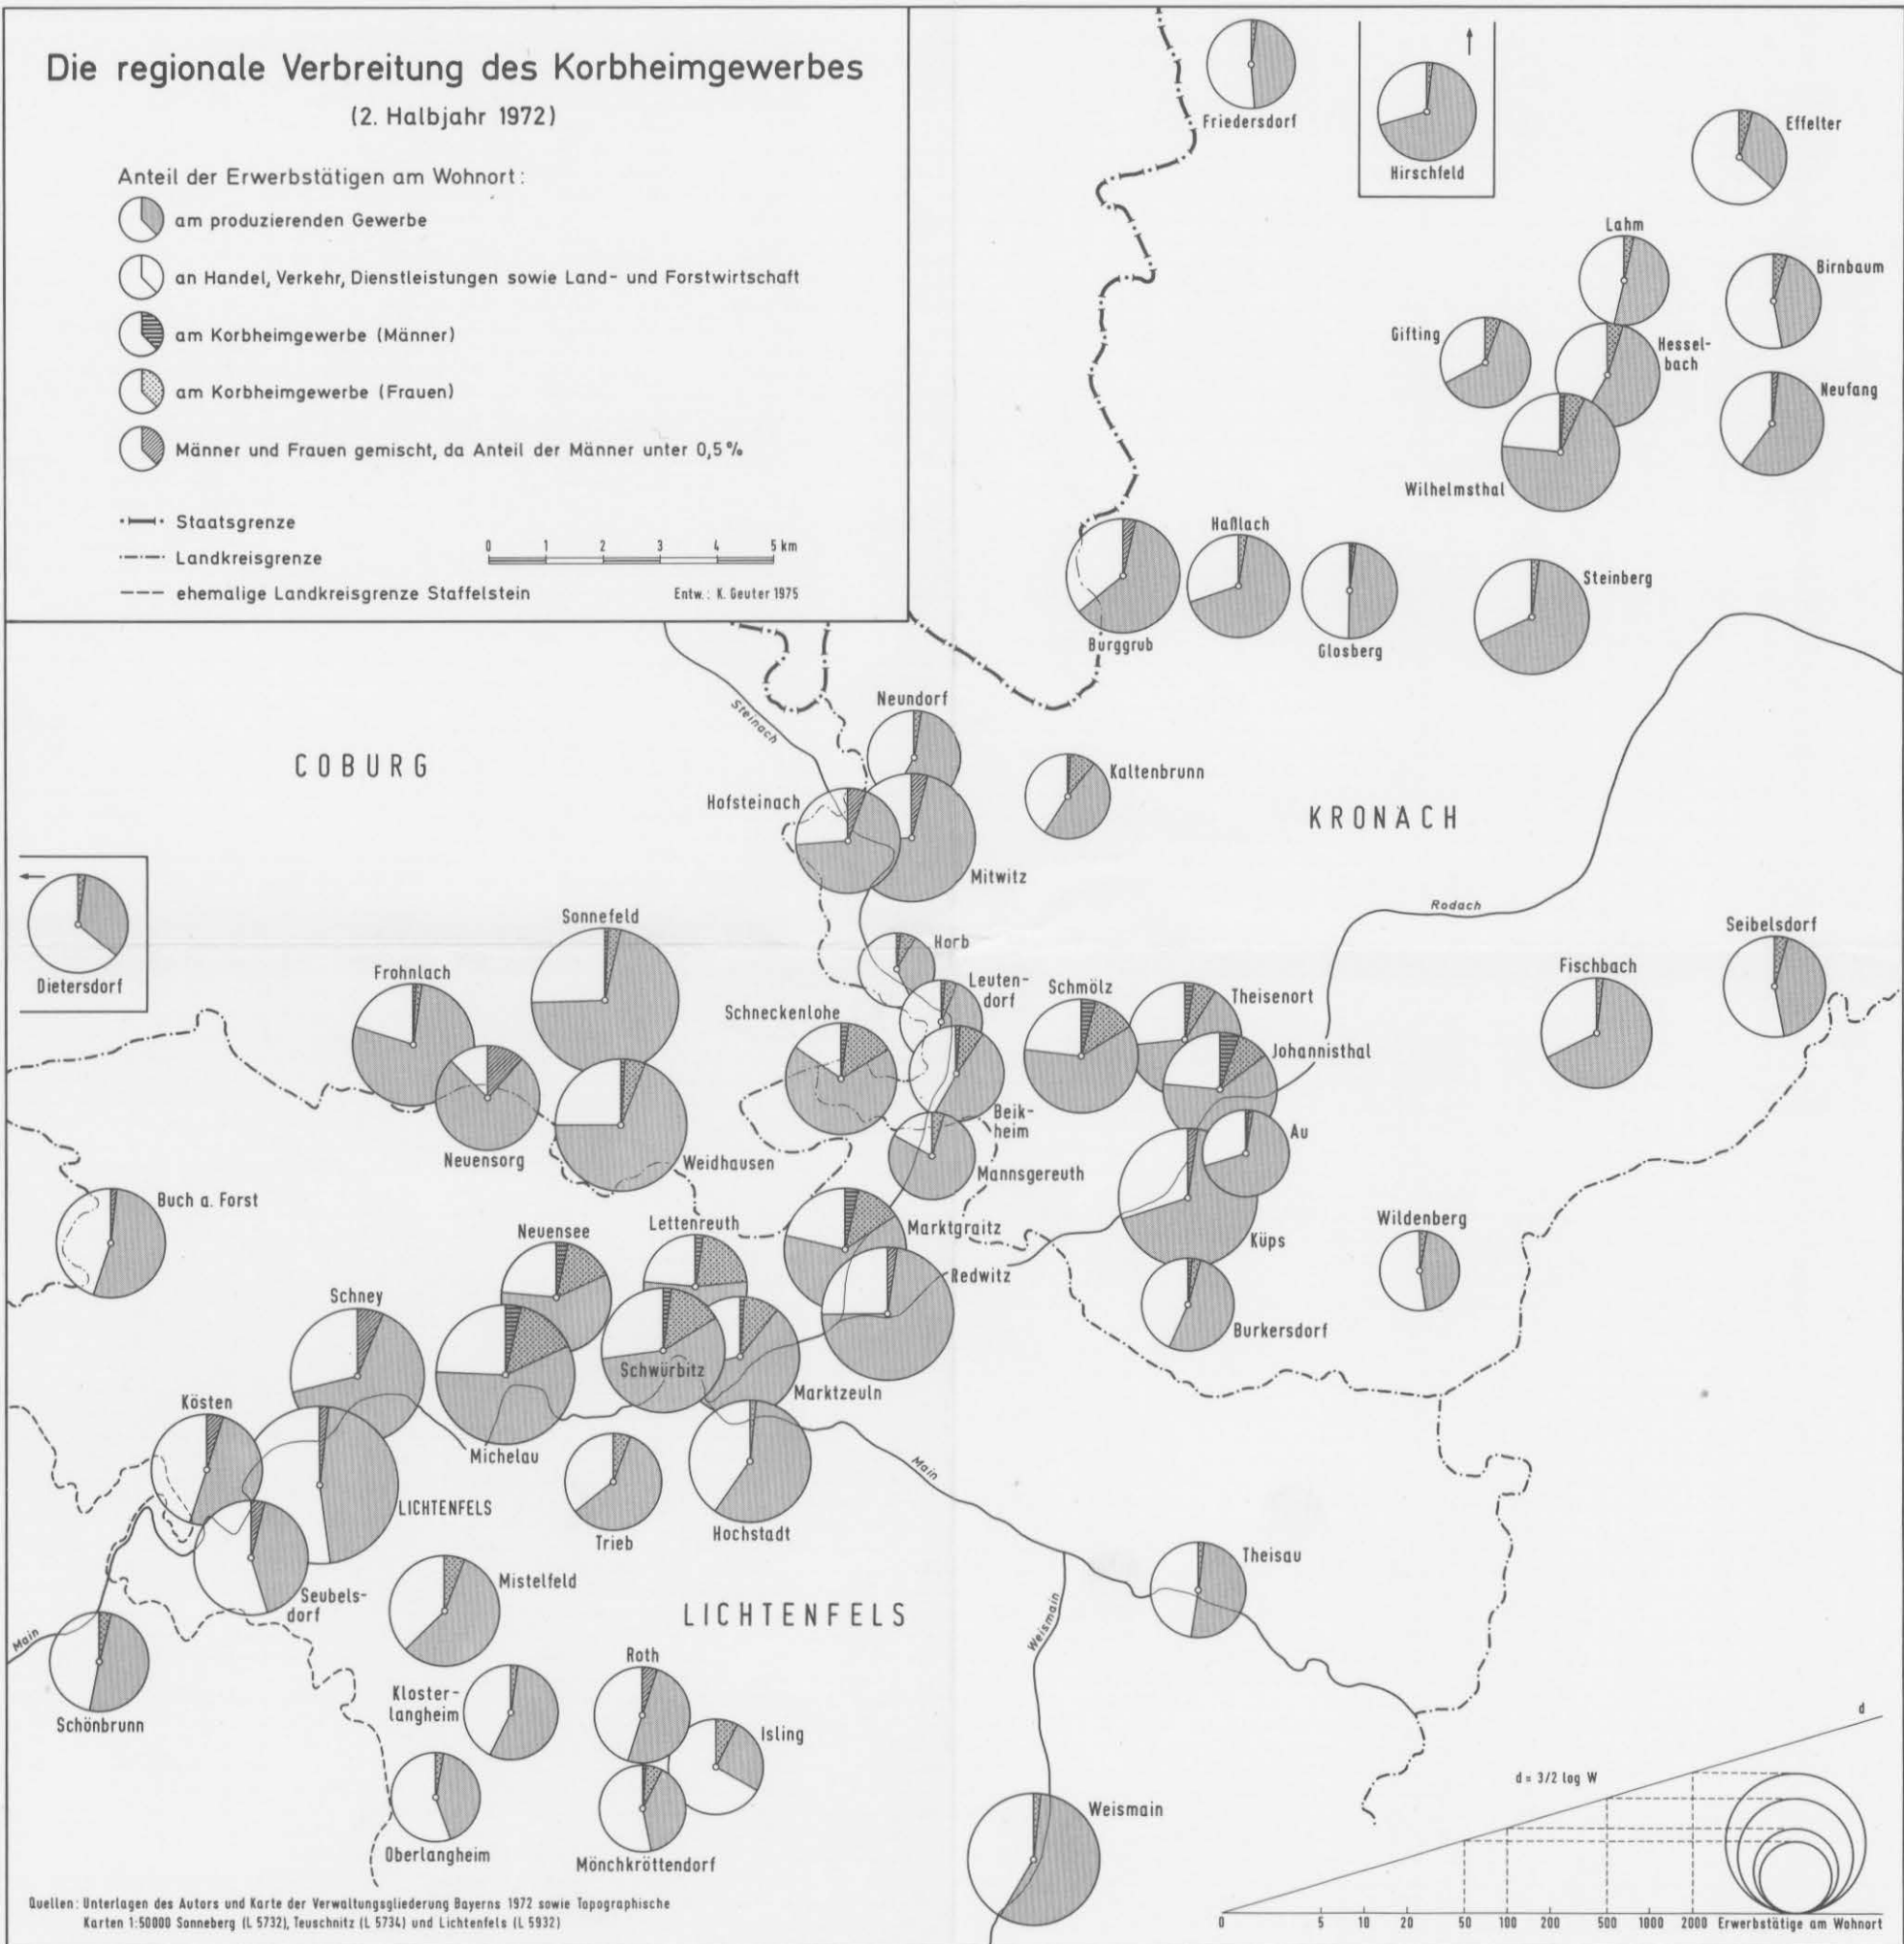 Die regionale Verbreitung des Korbheimgewerbes
(2. Halbjahr 1972)
Anteil der Erwerbstätigen am Wohnort:
am produzierenden Gewerbe
an Handel, Verkehr, Dienstleistungen sowie Land- und Forstwirtschaft
am Korbheimgewerbe (Männer)
am Korbheimgewerbe (Frauen)
Männer und Frauen gemischt, da Anteil der Männer unter 0,5%
Staatsgrenze
Landkreisgrenze
ehemalige Landkreisgrenze Staffelstein
0 1 2 3 4 5 km
Entw.: K. Geuter 1975
Friedersdorf
Hirschfeld
Effelter
Lahm
Birnbaum
Gifting
Hessel-
bach
Neufang
Wilhelmsthal
Haßlach
Steinberg
Burggrub
Glosberg
Neundorf
Steinach
COBURG
Kaltenbrunn
Hofsteinach
KRONACH
Mitwitz
Rodach
Sonnefeld
Seibelsdorf
Horb
Fischbach
Frohnlach
Dietersdorf
Leuten-
dorf
Schmölz
Theisenort
Schneckenlohe
Johannisthal
Beik-
heim
Au
Neuensorg
Weidhausen
Mannsgereuth
Buch a. Forst
Neuensee
Lettenreuth
Marktgraitz
Wildenberg
Küps
Redwitz
Schney
Burkersdorf
Schwürbitz
Marktzeuln
Kösten
Michelau
Main
LICHTENFELS
Trieb
Hochstadt
Theisau
Mistelfeld
Seubels-
dorf
LICHTENFELS
Main
Weismain
Roth
Kloster-
langheim
Schönbrunn
Isling
d
d = 3/2 log W
Weismain
Oberlangheim
Mönchkröttendorf
Quellen: Unterlagen des Autors und Karte der Verwaltungsgliederung Bayerns 1972 sowie Topographische
Karten 1:50000 Sonneberg (L 5732), Teuschnitz (L 5734) und Lichtenfels (L 5932)
0 5 10 20 50 100 200 500 1000 2000 Erwerbstätige am Wohnort